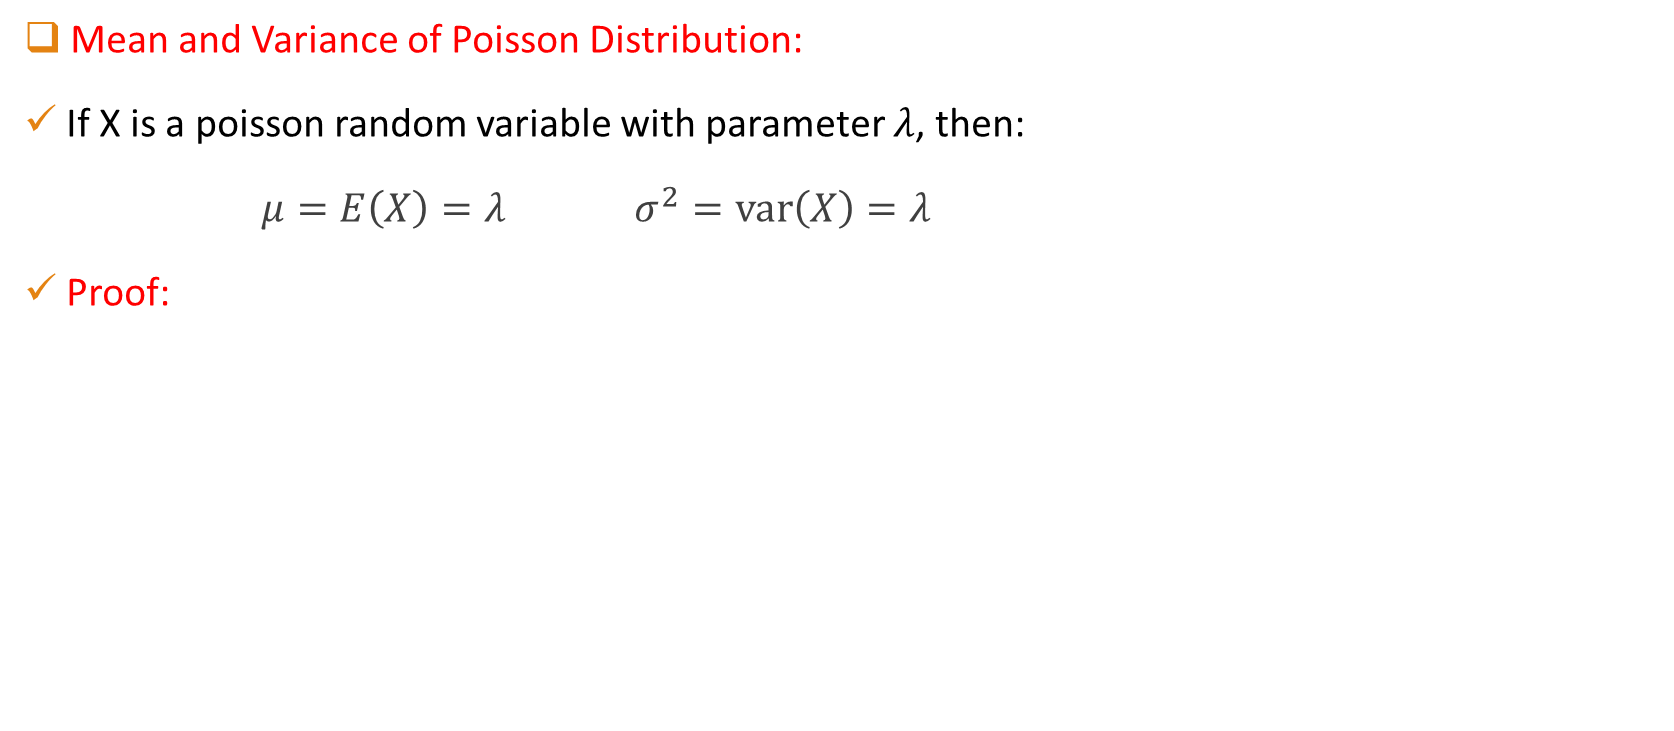 Mean and Variance of Poisson Distribution:
If X is a poisson random variable with parameter λ, then:
μ = E(X) = λ σ² = var(X) = λ
Proof: